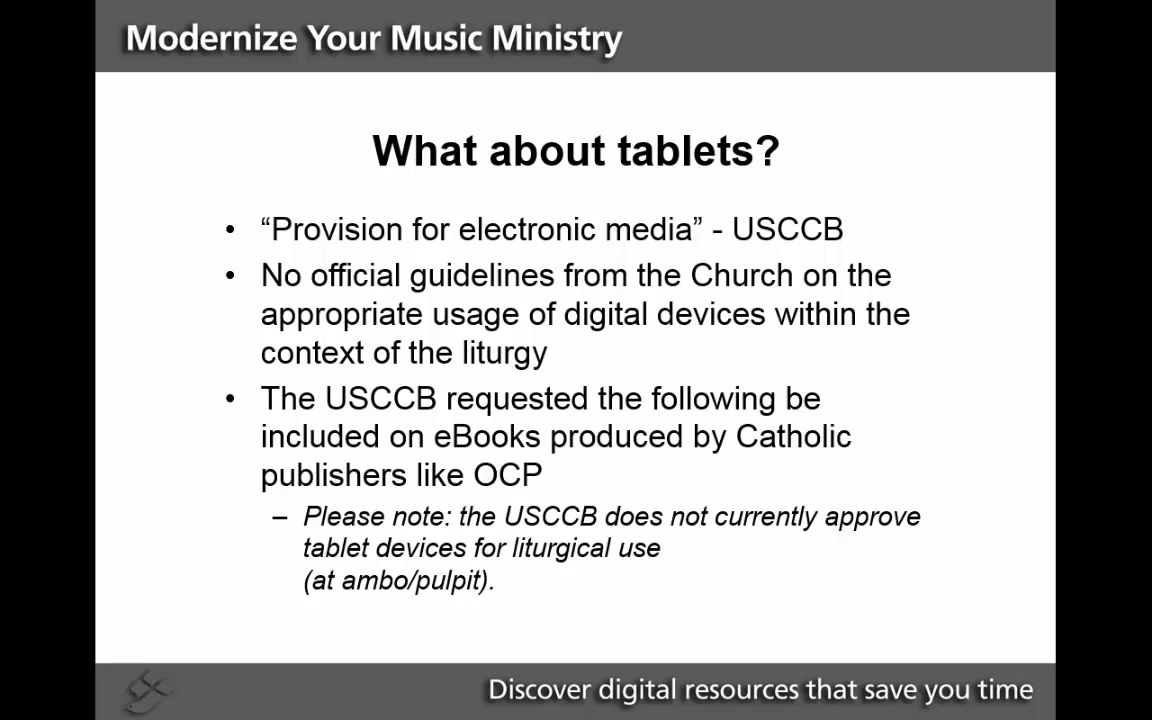 Modernize Your Music Ministry
What about tablets?
• “Provision for electronic media” - USCCB
• No official guidelines from the Church on the
appropriate usage of digital devices within the
context of the liturgy
• The USCCB requested the following be
included on eBooks produced by Catholic
publishers like OCP
– Please note: the USCCB does not currently approve
tablet devices for liturgical use
(at ambo/pulpit).
Discover digital resources that save you time